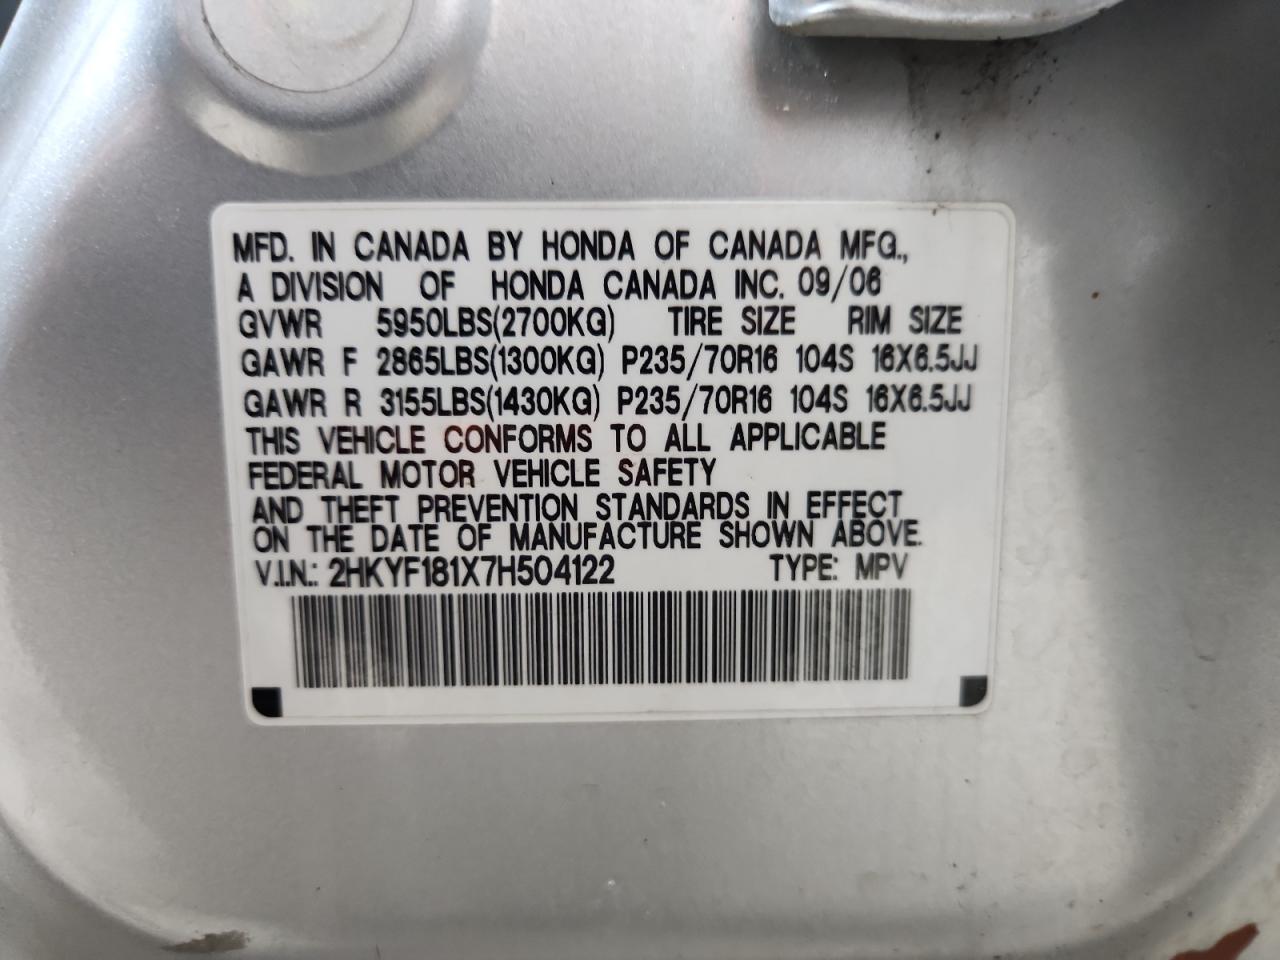 MFD. IN CANADA BY HONDA OF CANADA MFG.,
A DIVISION OF HONDA CANADA INC. 09/06
GVWR 5950LBS(2700KG) TIRE SIZE RIM SIZE
GAWR F 2865LBS(1300KG) P235/70R16 104S 16X6.5JJ
GAWR R 3155LBS(1430KG) P235/70R16 104S 16X6.5JJ
THIS VEHICLE CONFORMS TO ALL APPLICABLE
FEDERAL MOTOR VEHICLE SAFETY
AND THEFT PREVENTION STANDARDS IN EFFECT
ON THE DATE OF MANUFACTURE SHOWN ABOVE.
V.I.N.: 2HKYF181X7H504122 TYPE: MPV